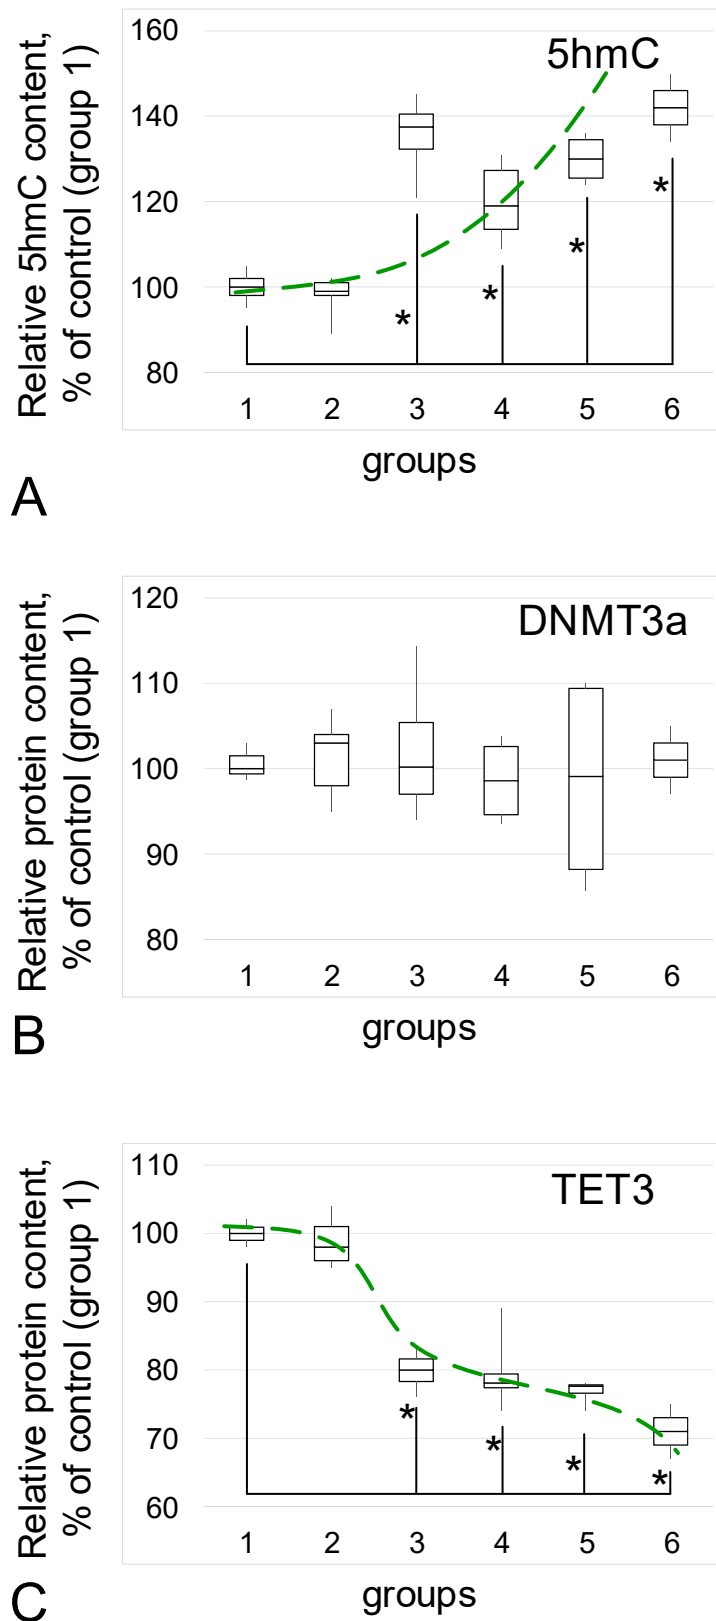 Relative 5hmC content,
% of control (group 1)
160
140
120
100
80
5hmC
*
*
*
*
1 2 3 4 5 6
groups
A
Relative protein content,
% of control (group 1)
120
110
100
90
80
DNMT3a
1 2 3 4 5 6
groups
B
Relative protein content,
% of control (group 1)
110
100
90
80
70
60
TET3
*
*
*
*
1 2 3 4 5 6
groups
C